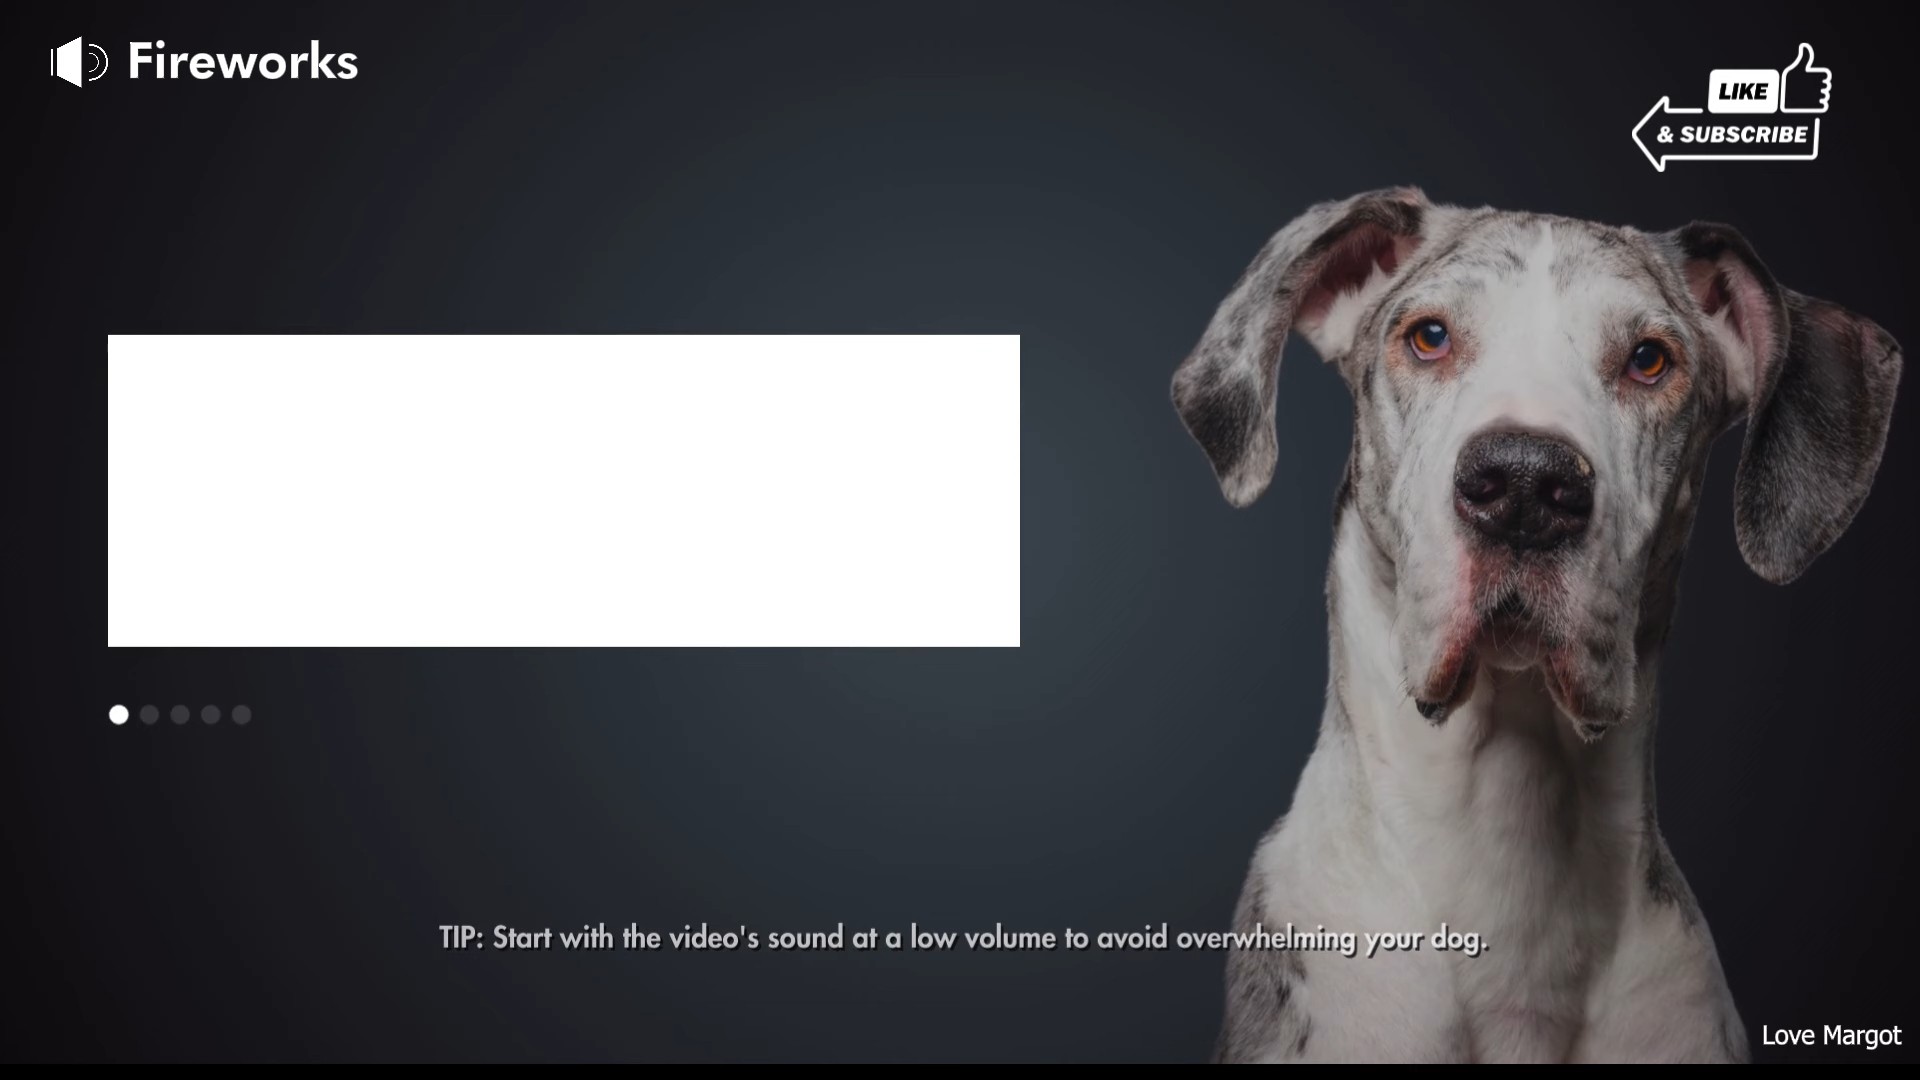 Fireworks
LIKE
& SUBSCRIBE
TIP: Start with the video's sound at a low volume to avoid overwhelming your dog.
Love Margot